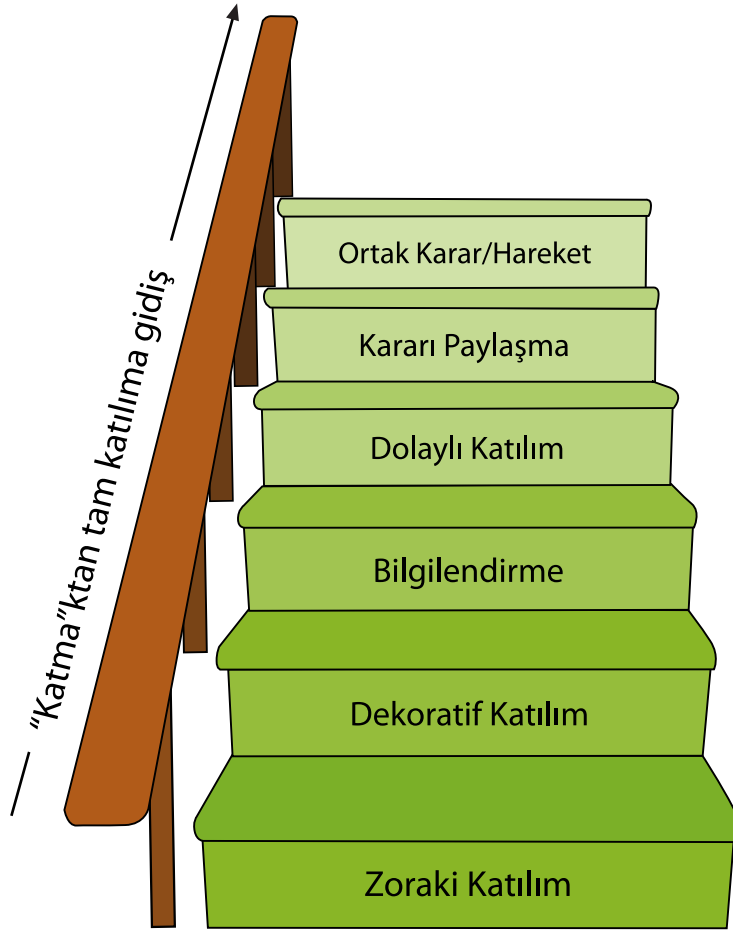 Ortak Karar/Hareket
Kararı Paylaşma
Dolaylı Katılım
Bilgilendirme
Dekoratif Katılım
Zoraki Katılım
“Katma”ktan tam katılıma gidiş